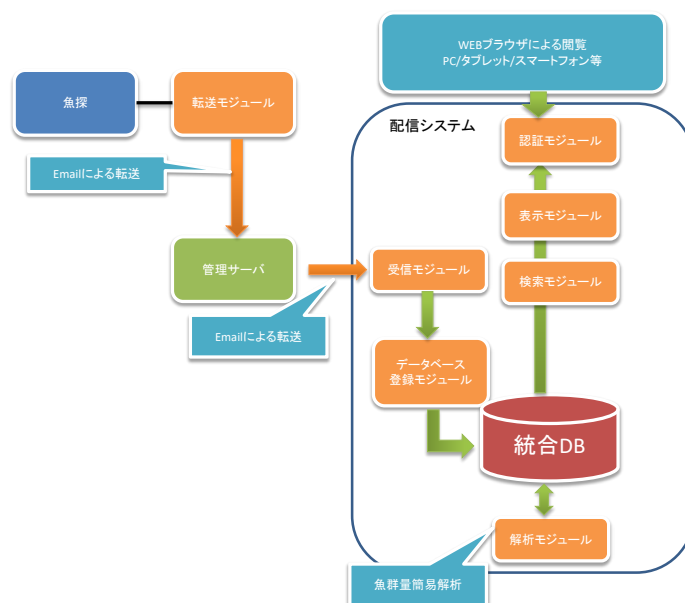 WEBブラウザによる閲覧
PC/タブレット/スマートフォン等
魚探
転送モジュール
配信システム
認証モジュール
Emailによる転送
表示モジュール
管理サーバ
受信モジュール
検索モジュール
Emailによる転送
データベース
登録モジュール
統合DB
解析モジュール
魚群量簡易解析